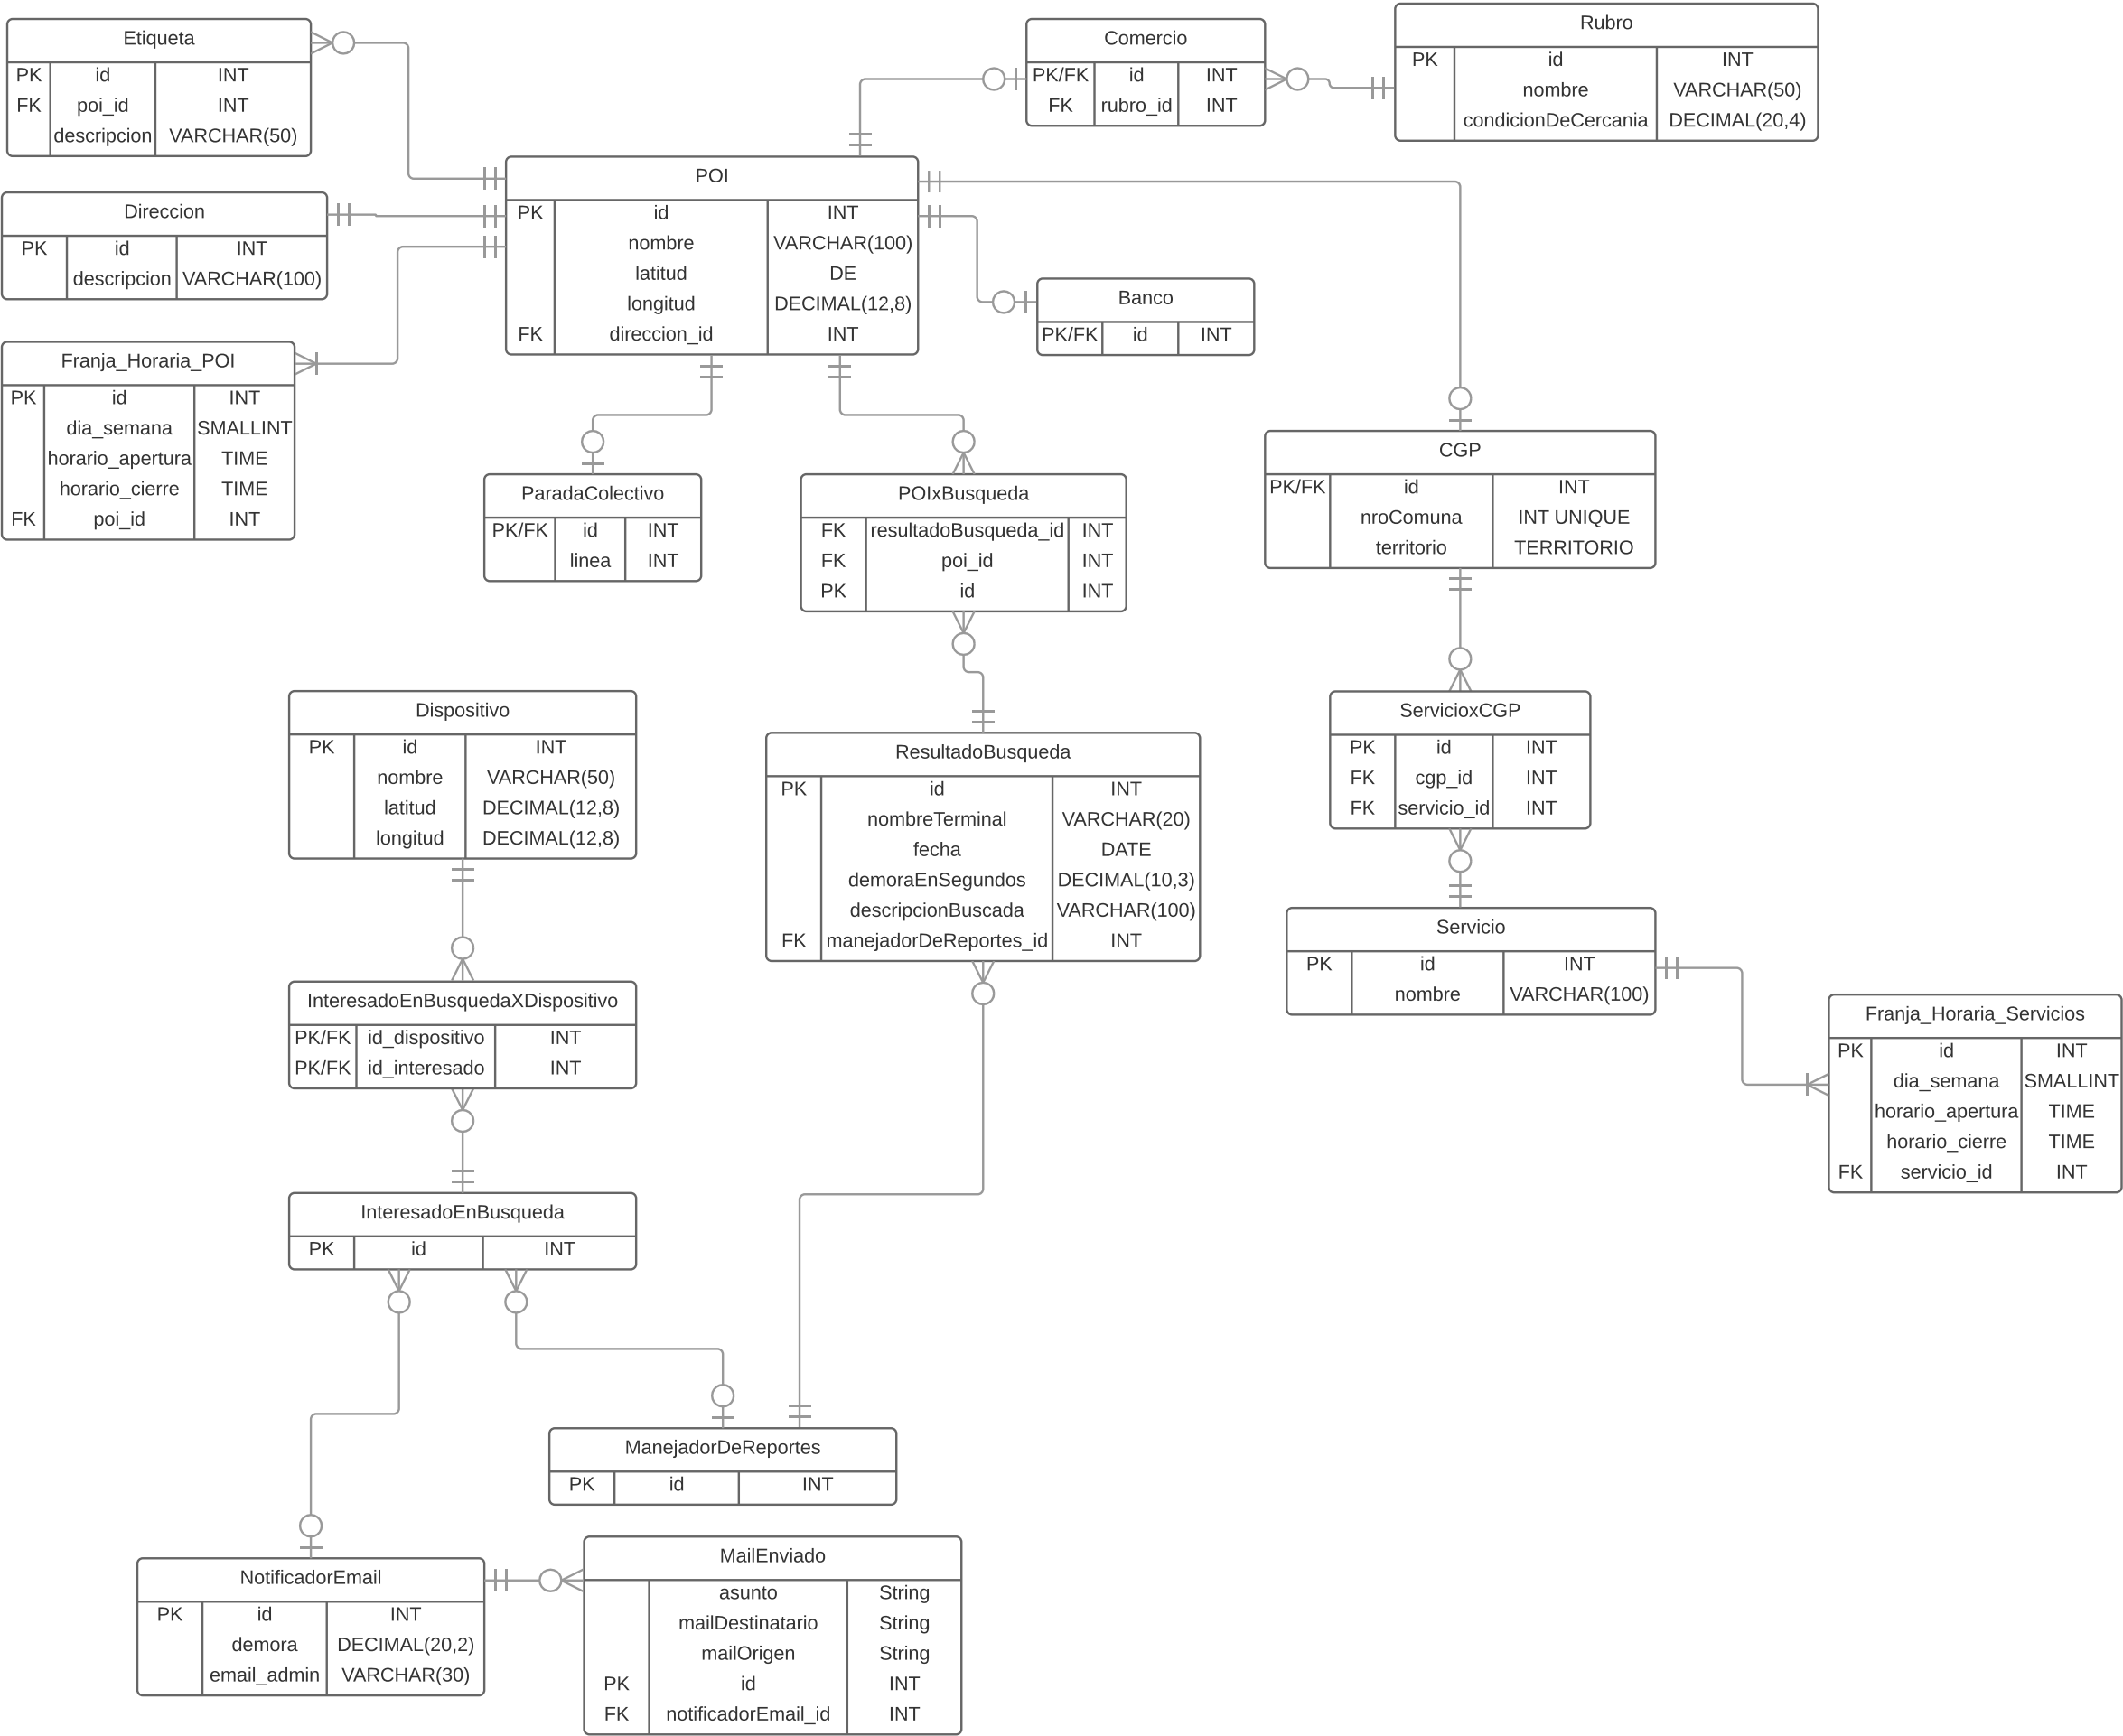 Etiqueta
PK id INT
FK poi_id INT
descripcion VARCHAR(50)
Comercio
PK/FK id INT
FK rubro_id INT
Rubro
PK id INT
nombre VARCHAR(50)
condicionDeCercania DECIMAL(20,4)
Direccion
PK id INT
descripcion VARCHAR(100)
POI
PK id INT
nombre VARCHAR(100)
latitud DE
longitud DECIMAL(12,8)
FK direccion_id INT
Banco
PK/FK id INT
Franja_Horaria_POI
PK id INT
dia_semana SMALLINT
horario_apertura TIME
horario_cierre TIME
FK poi_id INT
ParadaColectivo
PK/FK id INT
linea INT
POIxBusqueda
FK resultadoBusqueda_id INT
FK poi_id INT
PK id INT
CGP
PK/FK id INT
nroComuna INT UNIQUE
territorio TERRITORIO
Dispositivo
PK id INT
nombre VARCHAR(50)
latitud DECIMAL(12,8)
longitud DECIMAL(12,8)
ResultadoBusqueda
PK id INT
nombreTerminal VARCHAR(20)
fecha DATE
demoraEnSegundos DECIMAL(10,3)
descripcionBuscada VARCHAR(100)
FK manejadorDeReportes_id INT
ServicioxCGP
PK id INT
FK cgp_id INT
FK servicio_id INT
Servicio
PK id INT
nombre VARCHAR(100)
Franja_Horaria_Servicios
PK id INT
dia_semana SMALLINT
horario_apertura TIME
horario_cierre TIME
FK servicio_id INT
InteresadoEnBusquedaXDispositivo
PK/FK id_dispositivo INT
PK/FK id_interesado INT
InteresadoEnBusqueda
PK id INT
ManejadorDeReportes
PK id INT
NotificadorEmail
PK id INT
demora DECIMAL(20,2)
email_admin VARCHAR(30)
MailEnviado
asunto String
mailDestinatario String
mailOrigen String
PK id INT
FK notificadorEmail_id INT